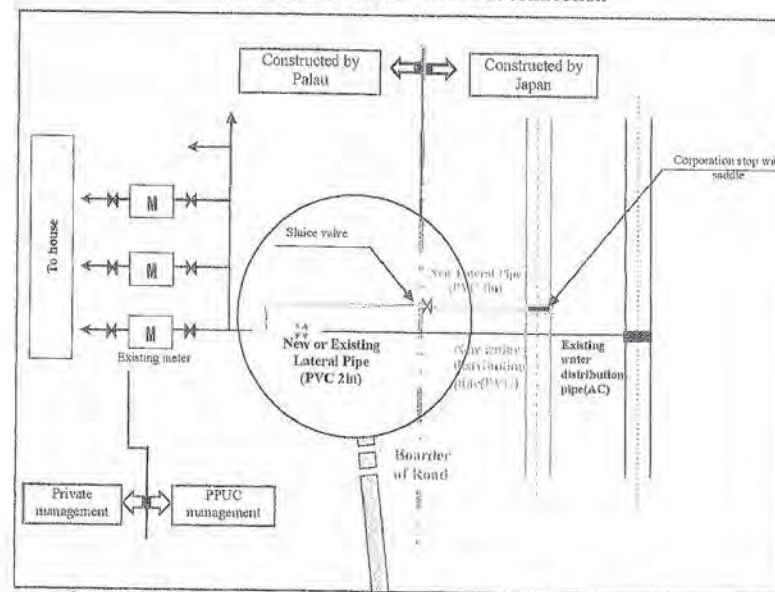 Constructed by
Palau
Constructed by
Japan
Corporation stop
saddle
To house
M
M
M
Existing meter
Sluice valve
New Lateral Pipe
New or Existing
Lateral Pipe
(PVC 2in)
Existing
water
distribution
pipe(AC)
Boarder
of Road
Private
management
PPUC
management